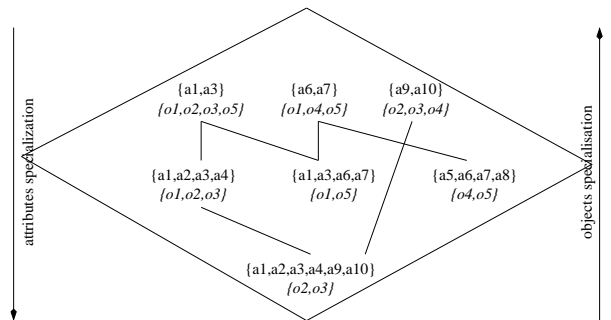 {a1,a3} {a6,a7} {a9,a10}
{o1,o2,o3,o5} {o1,o4,o5} {o2,o3,o4}
{a1,a2,a3,a4} {a1,a3,a6,a7} {a5,a6,a7,a8}
{o1,o2,o3} {o1,o5} {o4,o5}
{a1,a2,a3,a4,a9,a10}
{o2,o3}
attributes specialization
objects specialisation